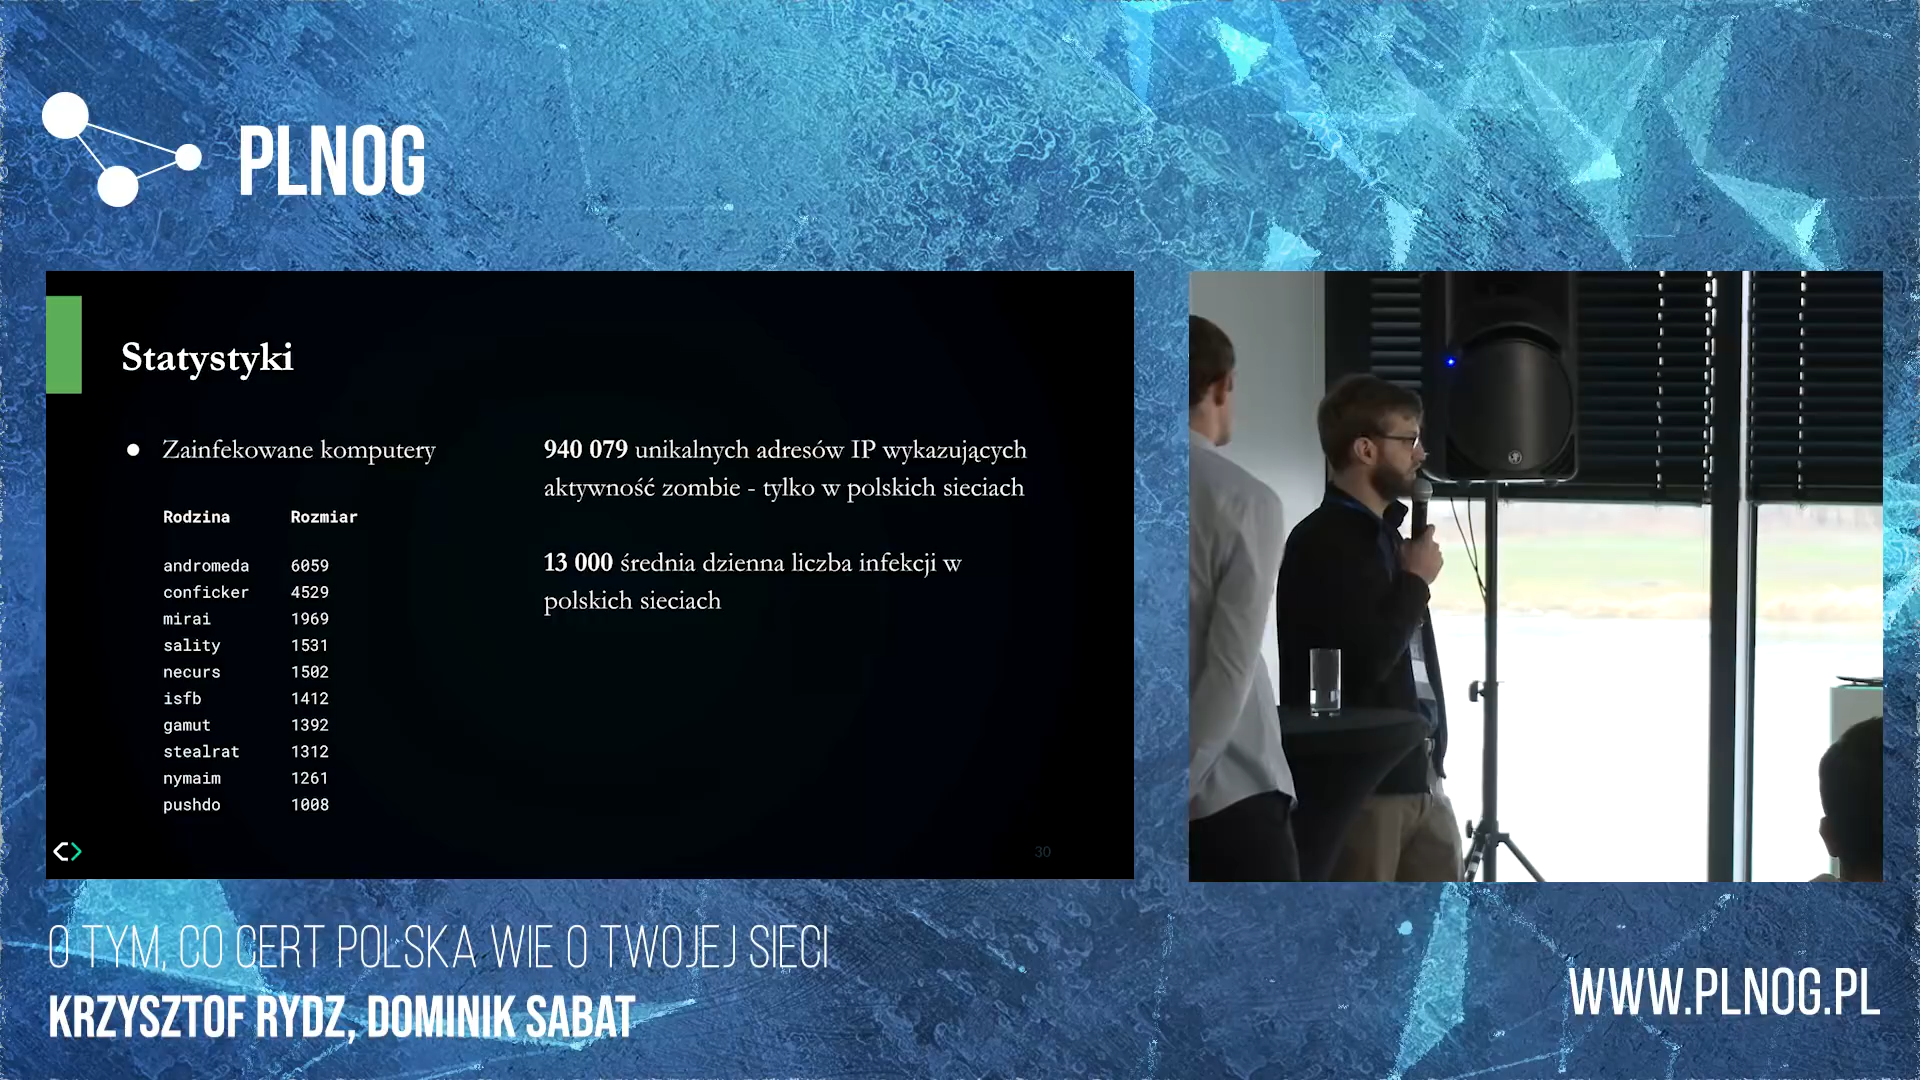 PLNOG
Statystyki
● Zainfekowane komputery
Rodzina Rozmiar
andromeda 6059
conficker 4529
mirai 1969
sality 1531
necurs 1502
isfb 1412
gamut 1392
stealrat 1312
nymaim 1261
pushdo 1008
940 079 unikalnych adresów IP wykazujących
aktywność zombie - tylko w polskich sieciach
13 000 średnia dzienna liczba infekcji w
polskich sieciach
30
O TYM, CO CERT POLSKA WIE O TWOJEJ SIECI
KRZYSZTOF RYDZ, DOMINIK SABAT
WWW.PLNOG.PL